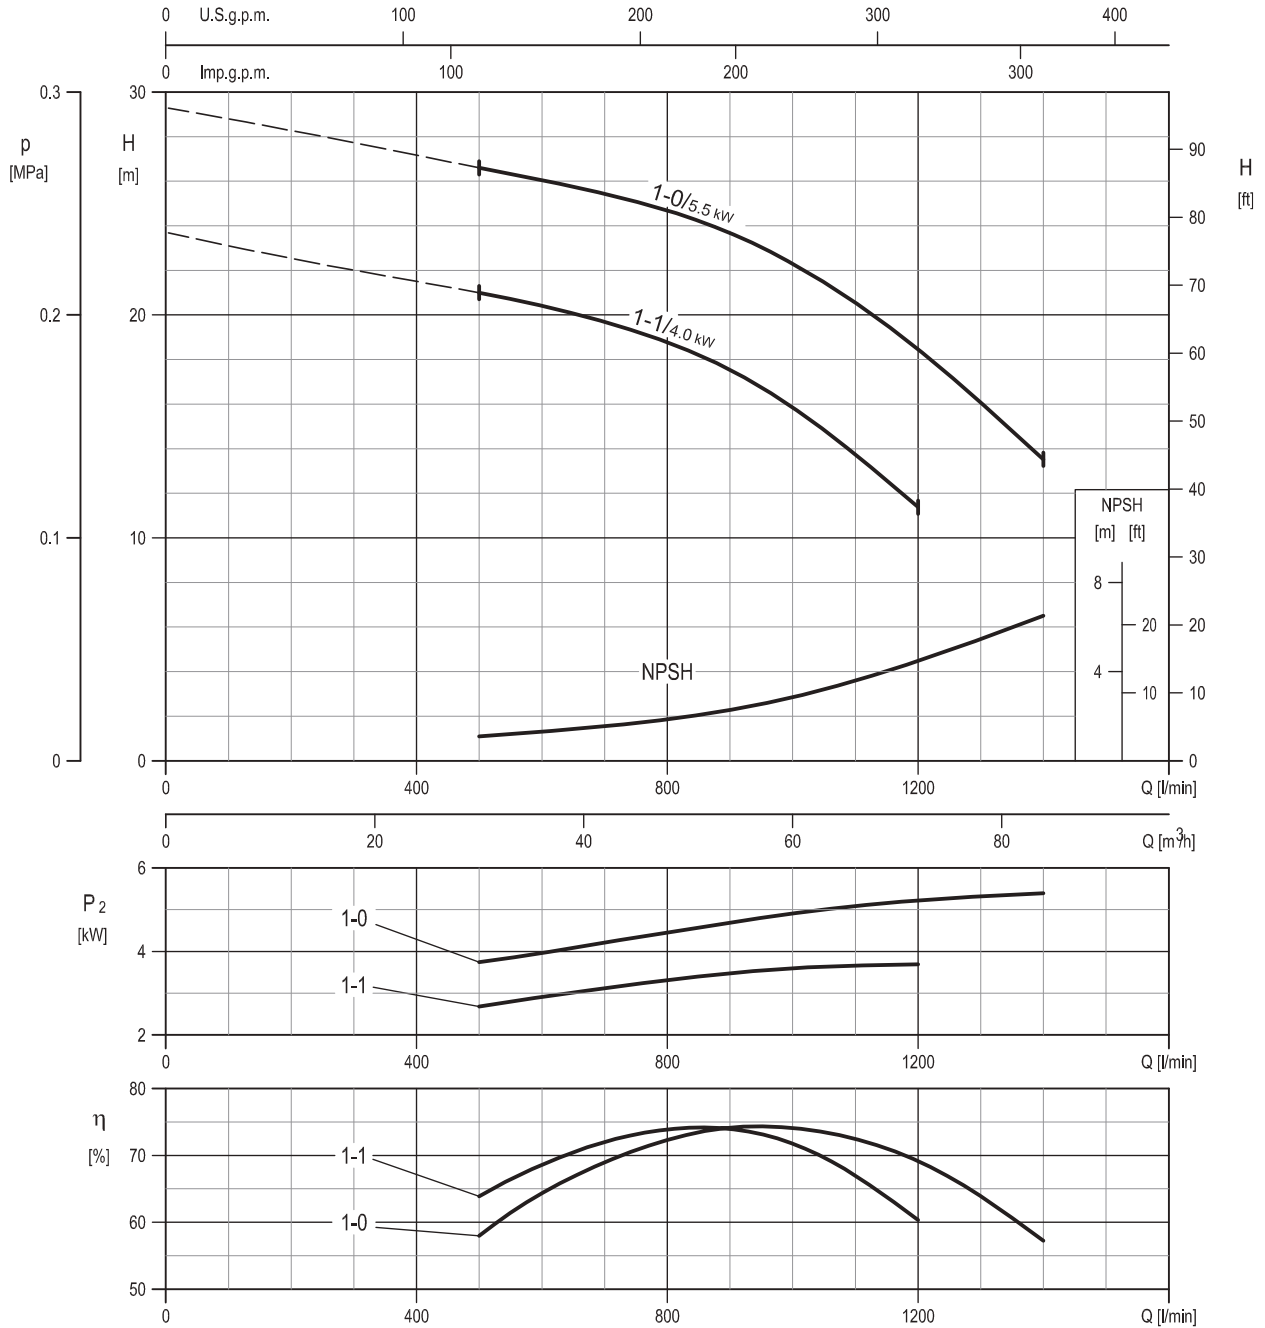 0 U.S.g.p.m. 100 200 300 400
0 Imp.g.p.m. 100 200 300
0.3 30
p H
[MPa] [m]
90
H
[ft]
1-0/5.5 kW
80
70
0.2 20
1-1/4.0 kW
60
50
40
NPSH
[m] [ft]
0.1 10
30
8
20 20
NPSH
4
10 10
0 0 0
0 400 800 1200 Q [l/min]
0 20 40 60 80 Q [m³/h]
6
P2
[kW]
1-0
4
1-1
2
0 400 800 1200 Q [l/min]
80
η
[%]
70
1-1
60
1-0
50
0 400 800 1200 Q [l/min]